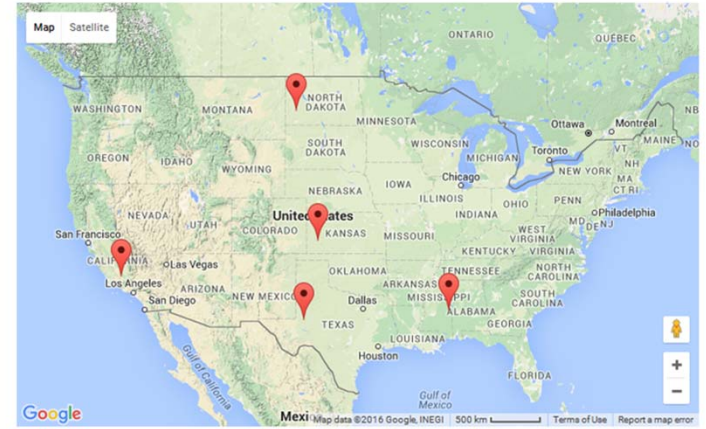 Map Satellite
ONTARIO
QUÉBEC
NORTH
DAKOTA
WASHINGTON
MONTANA
MINNESOTA
Ottawa
Montreal
NB
MAINE
NO
OREGON
IDAHO
SOUTH
DAKOTA
WISCONSIN
MICHIGAN
Toronto
VT
NH
WYOMING
Chicago
NEW YORK
MA
CT RI
NEBRASKA
IOWA
ILLINOIS
INDIANA
OHIO
PENN
NEVADA
UTAH
United States
COLORADO
KANSAS
MISSOURI
WEST
VIRGINIA
MD
DE
NJ
Philadelphia
San Francisco
KENTUCKY
VIRGINIA
CALIFORNIA
Las Vegas
OKLAHOMA
TENNESSEE
NORTH
CAROLINA
Los Angeles
ARIZONA
NEW MEXICO
ARKANSAS
MISSISSIPPI
SOUTH
CAROLINA
San Diego
Dallas
ALABAMA
GEORGIA
TEXAS
LOUISIANA
Houston
FLORIDA
Gulf of
California
Gulf of
Mexico
+
−
Google
Mexi
Map data ©2016 Google, INEGI 500 km Terms of Use Report a map error